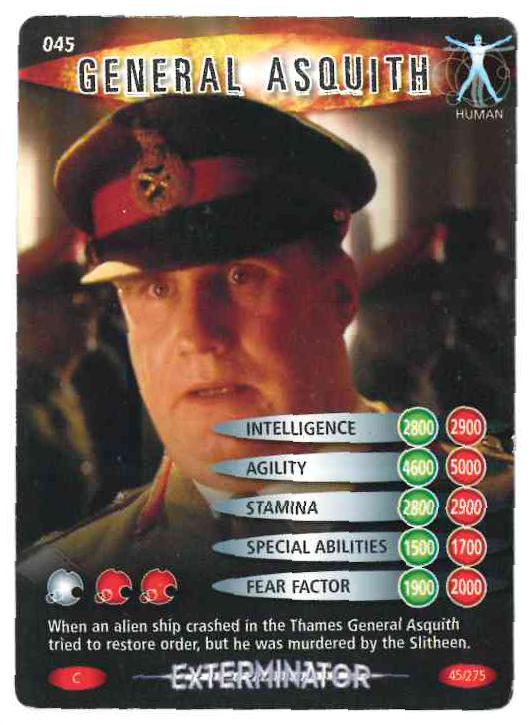 045
GENERAL ASQUITH
HUMAN
INTELLIGENCE 2800 2900
AGILITY 4600 5000
STAMINA 2800 2900
SPECIAL ABILITIES 1500 1700
FEAR FACTOR 1900 2000
When an alien ship crashed in the Thames General Asquith
tried to restore order, but he was murdered by the Slitheen.
C EXTERMINATOR 45/275